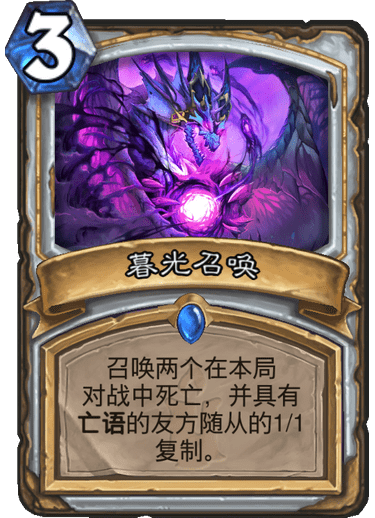 3
暮光召唤
召唤两个在本局
对战中死亡，并具有
亡语的友方随从的1/1
复制。